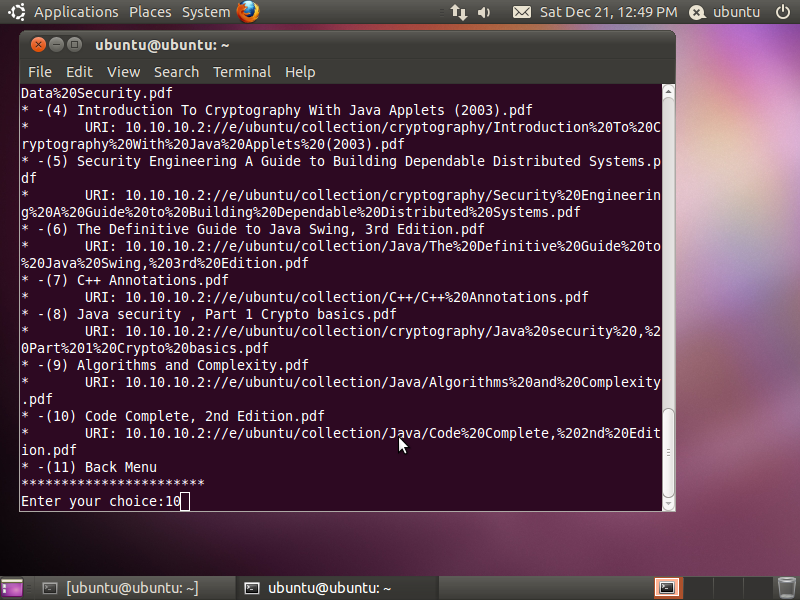 Applications Places System Sat Dec 21, 12:49 PM ubuntu
ubuntu@ubuntu: ~
File Edit View Search Terminal Help
Data%20Security.pdf
* -(4) Introduction To Cryptography With Java Applets (2003).pdf
*       URI: 10.10.10.2://e/ubuntu/collection/cryptography/Introduction%20To%20C
ryptography%20With%20Java%20Applets%20(2003).pdf
* -(5) Security Engineering A Guide to Building Dependable Distributed Systems.p
df
*       URI: 10.10.10.2://e/ubuntu/collection/cryptography/Security%20Engineerin
g%20A%20Guide%20to%20Building%20Dependable%20Distributed%20Systems.pdf
* -(6) The Definitive Guide to Java Swing, 3rd Edition.pdf
*       URI: 10.10.10.2://e/ubuntu/collection/Java/The%20Definitive%20Guide%20to
%20Java%20Swing,%203rd%20Edition.pdf
* -(7) C++ Annotations.pdf
*       URI: 10.10.10.2://e/ubuntu/collection/C++/C++%20Annotations.pdf
* -(8) Java security , Part 1 Crypto basics.pdf
*       URI: 10.10.10.2://e/ubuntu/collection/cryptography/Java%20security%20,%2
0Part%201%20Crypto%20basics.pdf
* -(9) Algorithms and Complexity.pdf
*       URI: 10.10.10.2://e/ubuntu/collection/Java/Algorithms%20and%20Complexity
.pdf
* -(10) Code Complete, 2nd Edition.pdf
*       URI: 10.10.10.2://e/ubuntu/collection/Java/Code%20Complete,%202nd%20Edit
ion.pdf
* -(11) Back Menu
***********************
Enter your choice:10
[ubuntu@ubuntu: ~] ubuntu@ubuntu: ~